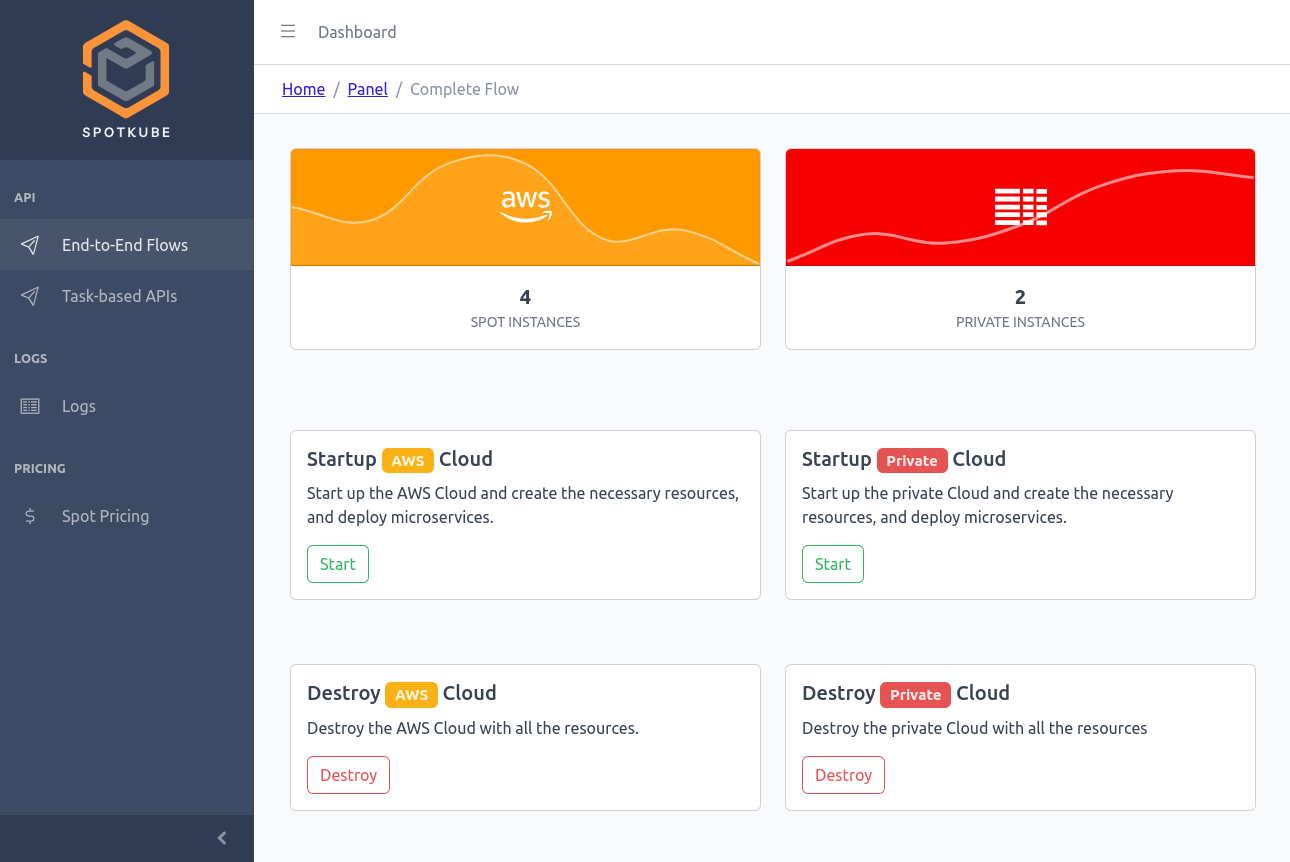 SPOTKUBE
API
End-to-End Flows
Task-based APIs
LOGS
Logs
PRICING
$ Spot Pricing
Dashboard
Home / Panel / Complete Flow
aws
4
SPOT INSTANCES
2
PRIVATE INSTANCES
Startup AWS Cloud
Start up the AWS Cloud and create the necessary resources,
and deploy microservices.
Start
Startup Private Cloud
Start up the private Cloud and create the necessary
resources, and deploy microservices.
Start
Destroy AWS Cloud
Destroy the AWS Cloud with all the resources.
Destroy
Destroy Private Cloud
Destroy the private Cloud with all the resources
Destroy